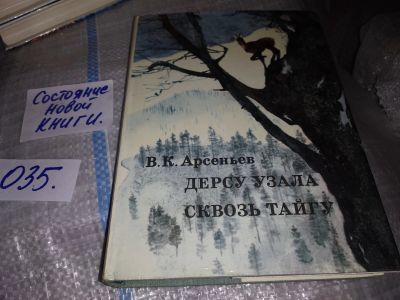 Состояние
новой
книги.
035.
В. К. Арсеньев
ДЕРСУ УЗАЛА
СКВОЗЬ ТАЙГУ